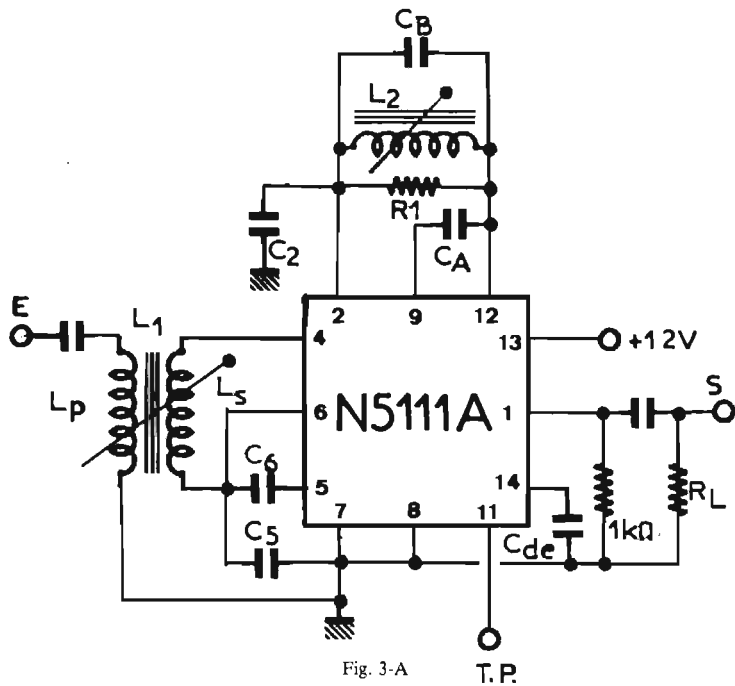 CB
L2
R1
C2
CA
E
L1
2 9 12
4
13
+12V
Lp
Ls
6
N5111A
1
S
C6
5
14
C5
7 8 11
Cde
1kΩ
RL
Fig. 3-A
T.P.